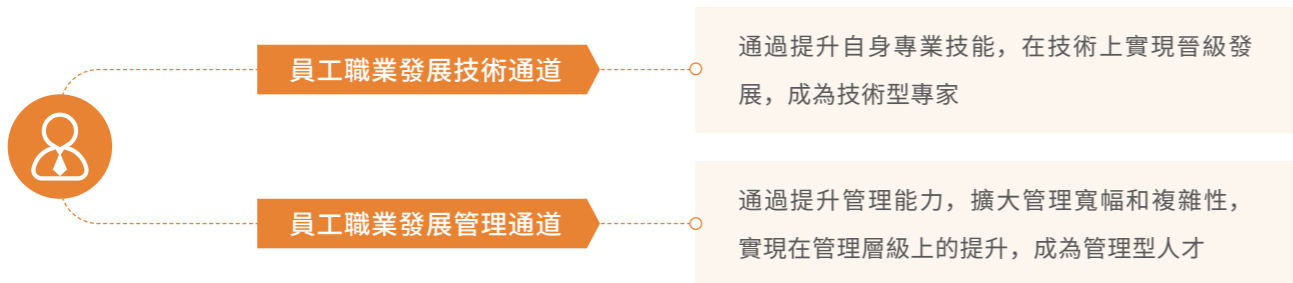 員工職業發展技術通道
通過提升自身專業技能，在技術上實現晉級發
展，成為技術型專家
員工職業發展管理通道
通過提升管理能力，擴大管理寬幅和複雜性，
實現在管理層級上的提升，成為管理型人才